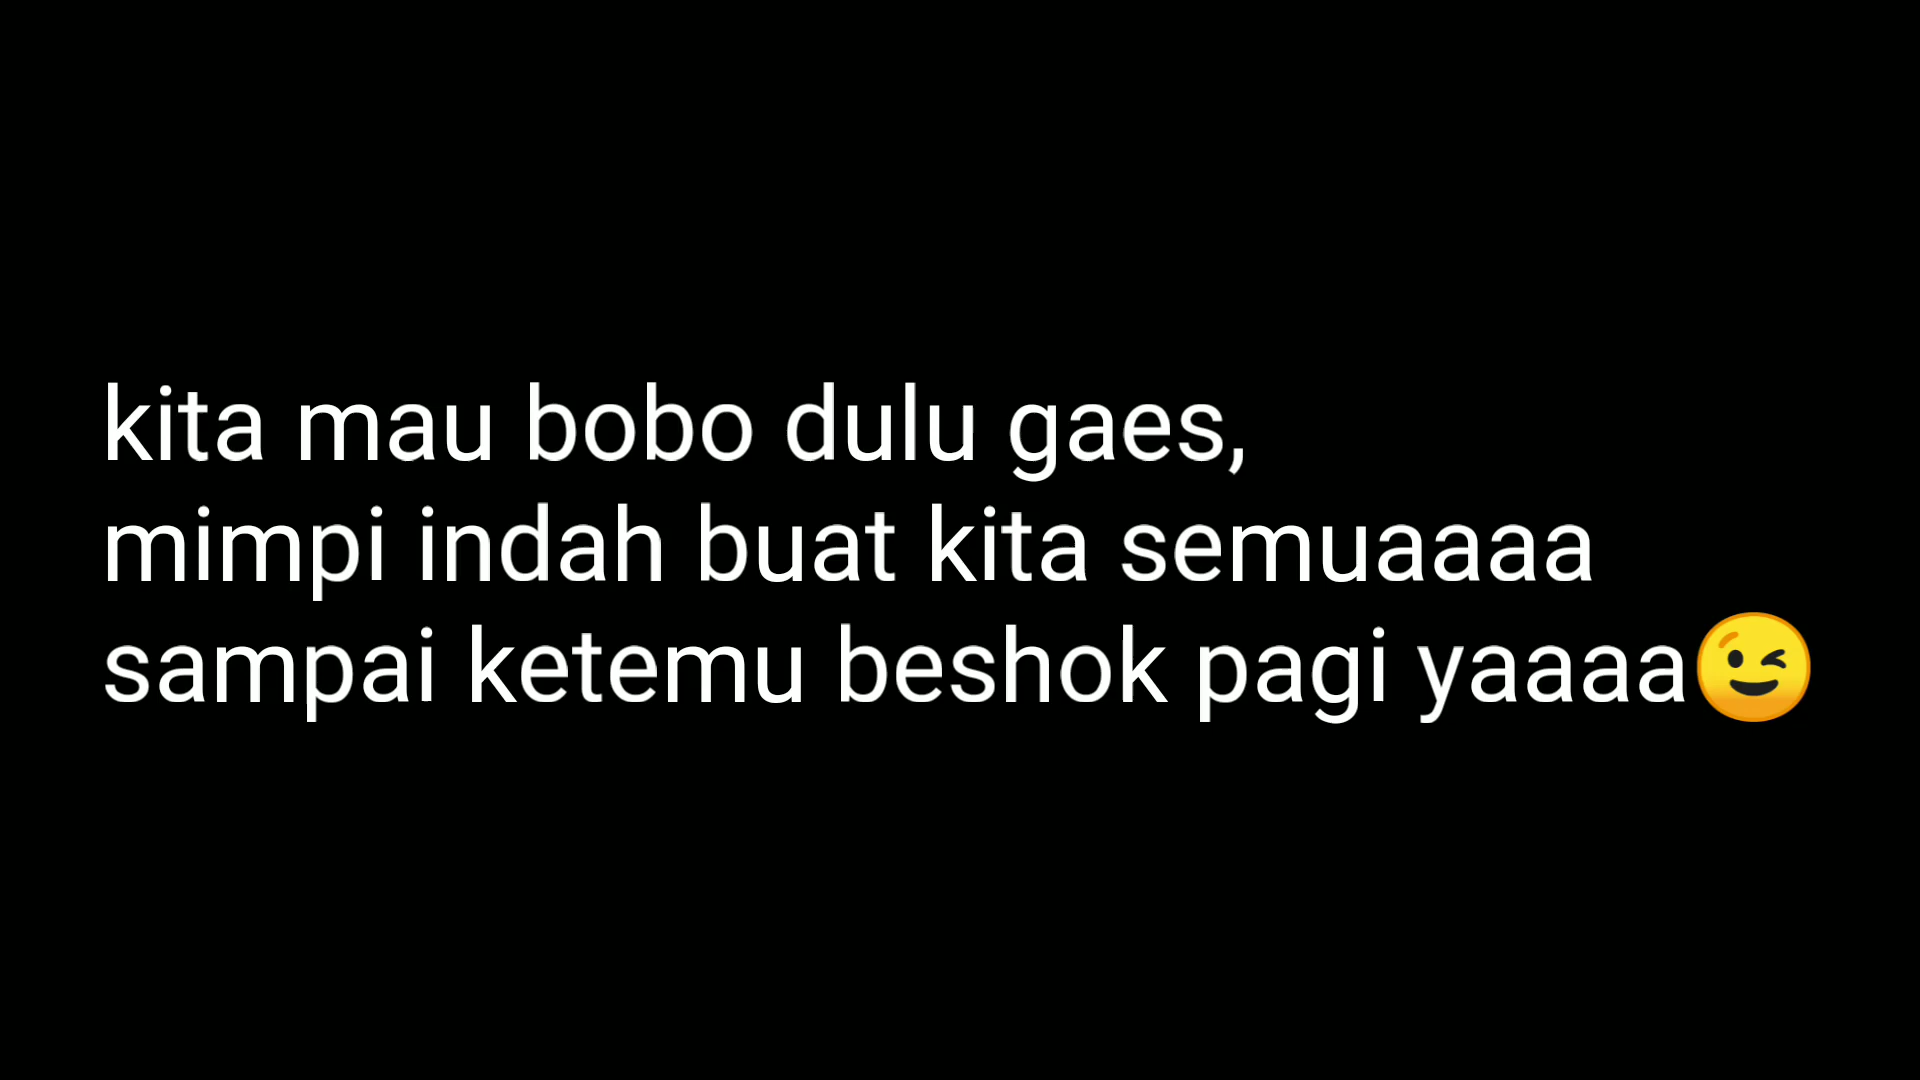 kita mau bobo dulu gaes,
mimpi indah buat kita semuaaaa
sampai ketemu beshok pagi yaaaa😉